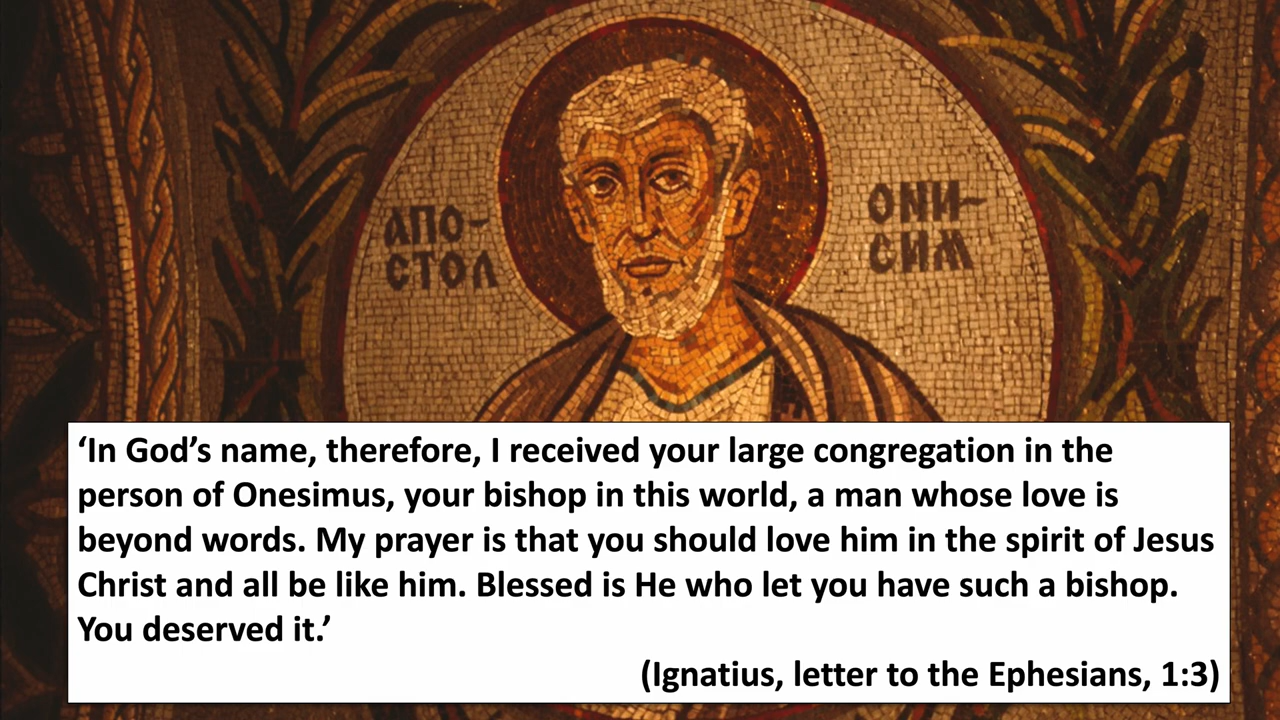 АПО-
СТОЛ
ОНИ-
СИМ
‘In God’s name, therefore, I received your large congregation in the
person of Onesimus, your bishop in this world, a man whose love is
beyond words. My prayer is that you should love him in the spirit of Jesus
Christ and all be like him. Blessed is He who let you have such a bishop.
You deserved it.’
(Ignatius, letter to the Ephesians, 1:3)